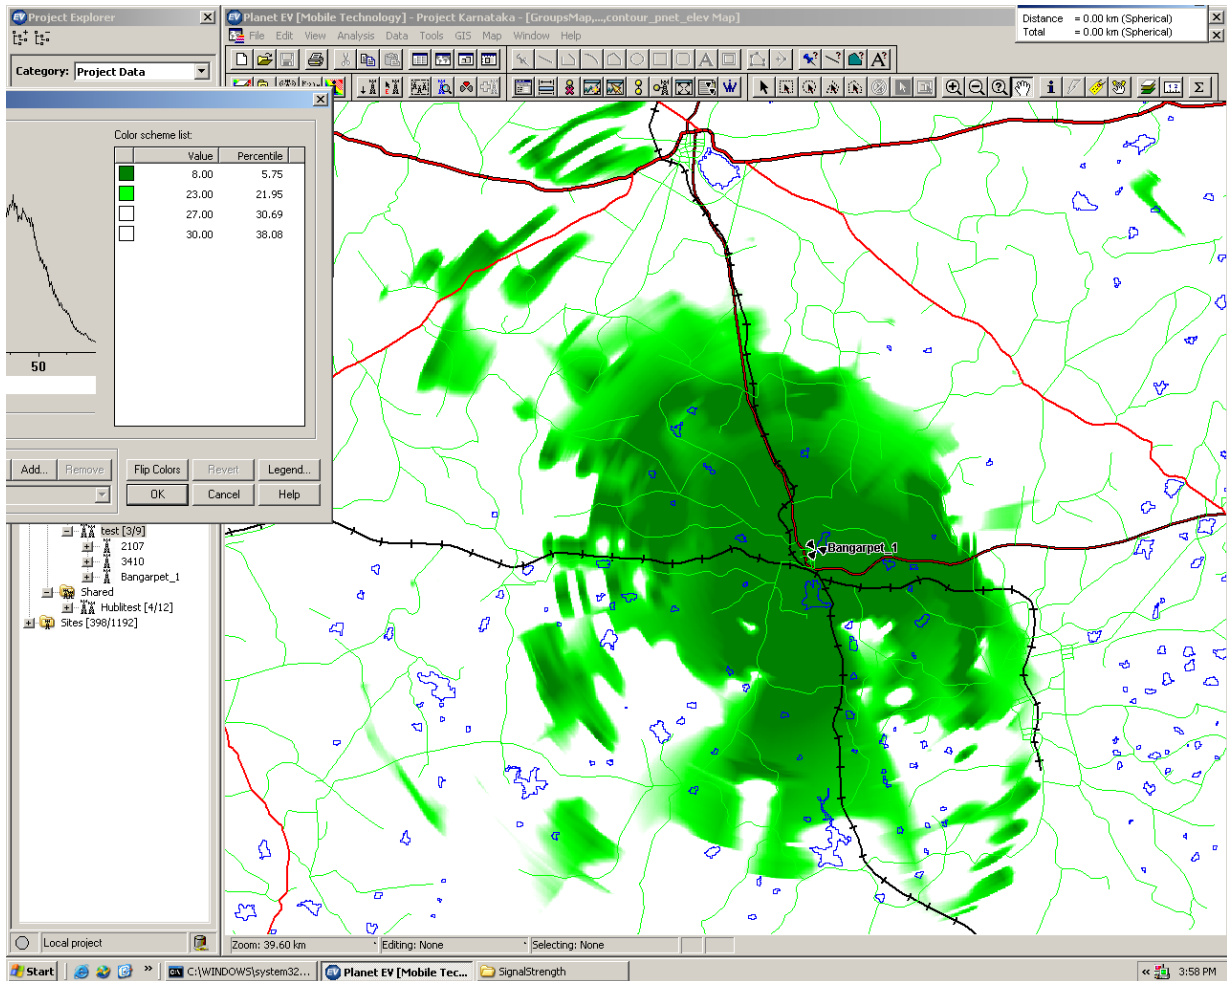 Project Explorer
Planet EV [Mobile Technology] - Project Karnataka - [GroupsMap,...,contour_pnet_elev Map]
Distance = 0.00 km (Spherical)
Total = 0.00 km (Spherical)
File Edit View Analysis Data Tools GIS Map Window Help
Category: Project Data
Color scheme list:
Value Percentile
8.00 5.75
23.00 21.95
27.00 30.69
30.00 38.08
50
Add... Remove Flip Colors Revert Legend...
OK Cancel Help
test [3/9]
2107
3410
Bangarpet_1
Shared
Hublitest [4/12]
Sites [398/1192]
Bangarpet_1
Local project
Zoom: 39.60 km Editing: None Selecting: None
Start
C:\WINDOWS\system32...
Planet EV [Mobile Tec...
SignalStrength
3:58 PM